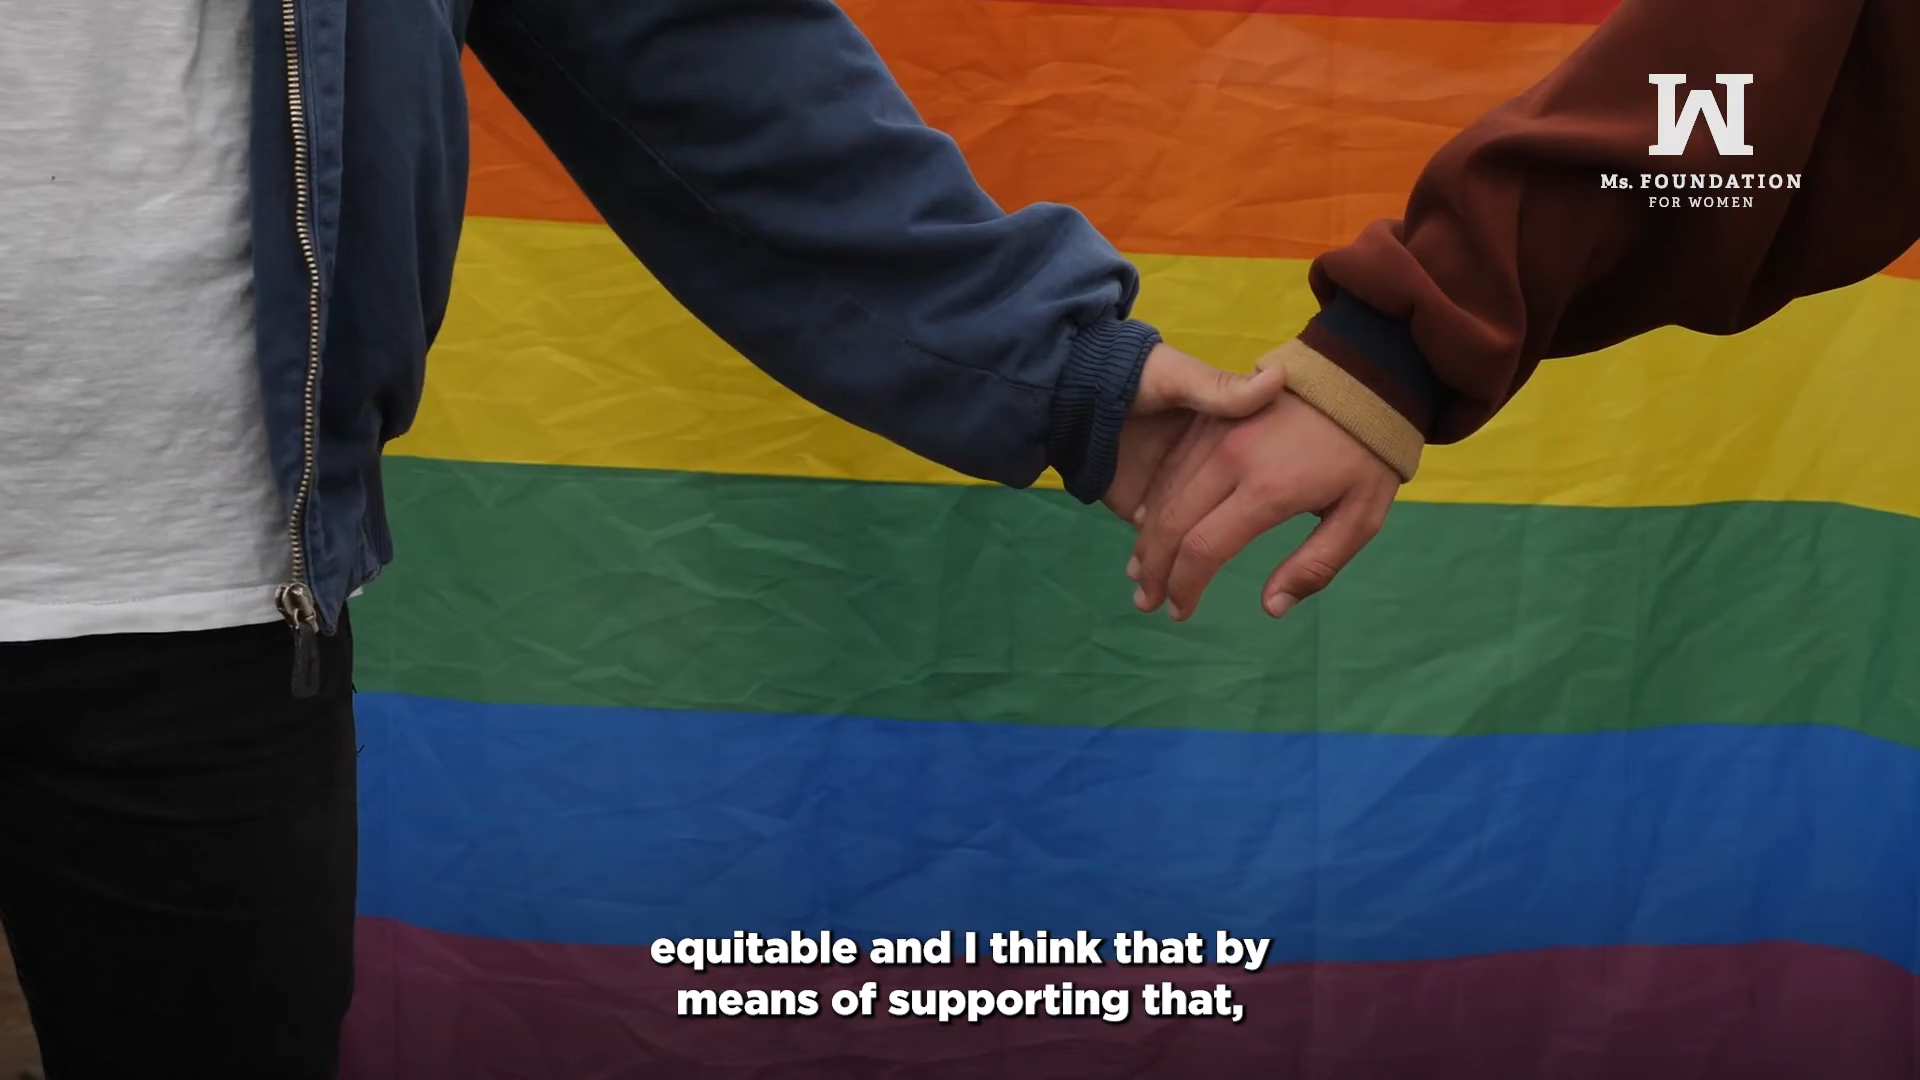 Ms. FOUNDATION
FOR WOMEN
equitable and I think that by
means of supporting that,